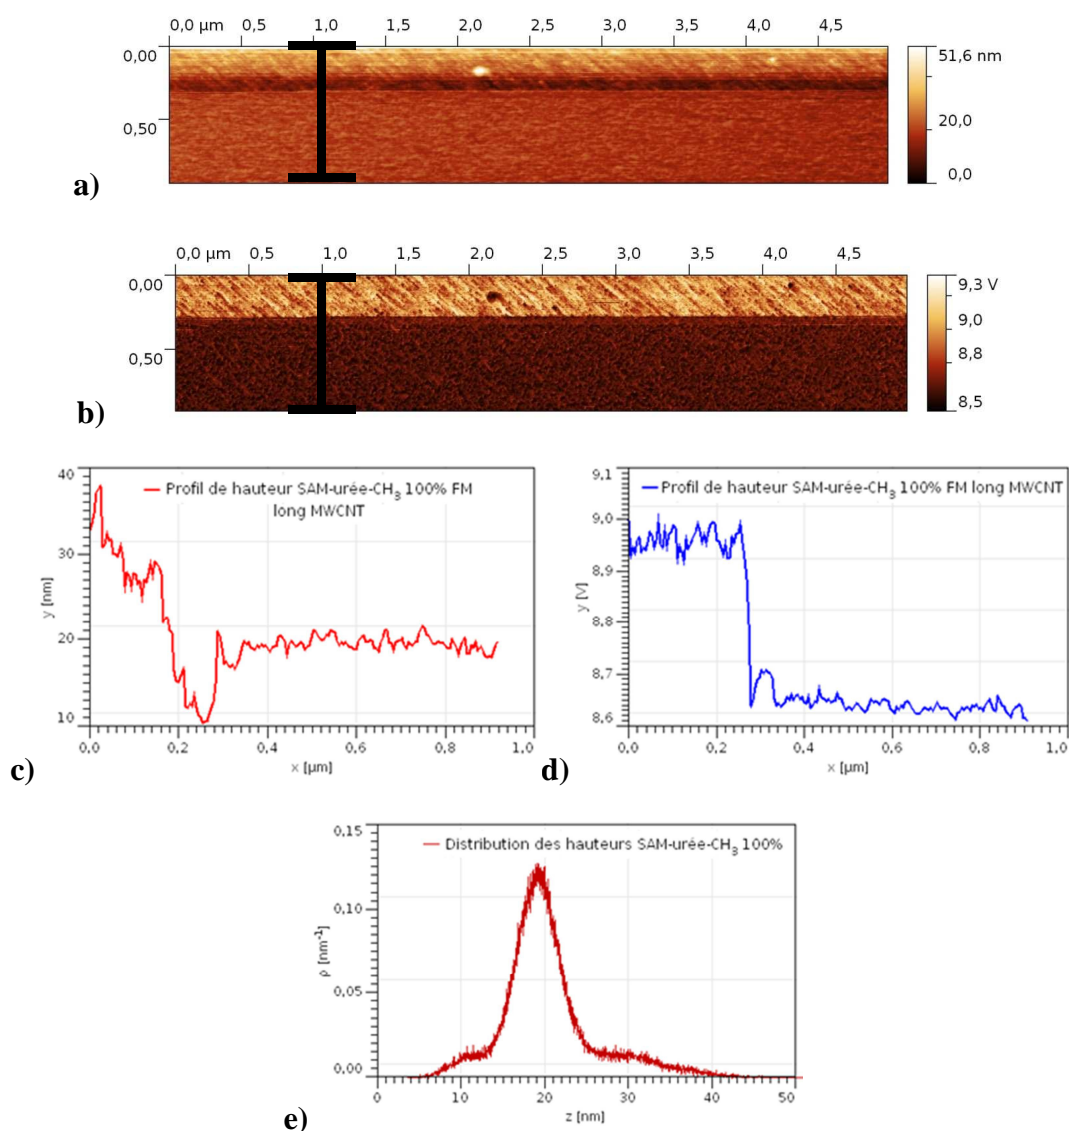 0,0 µm 0,5 1,0 1,5 2,0 2,5 3,0 3,5 4,0 4,5
0,00
0,50
51,6 nm
20,0
0,0
a)
0,0 µm 0,5 1,0 1,5 2,0 2,5 3,0 3,5 4,0 4,5
0,00
0,50
9,3 V
9,0
8,8
8,5
b)
40
30
20
10
y [nm]
Profil de hauteur SAM-urée-CH3 100% FM
long MWCNT
0,0 0,2 0,4 0,6 0,8 1,0
x [µm]
c)
9,1
9,0
8,9
8,8
8,7
8,6
y [V]
Profil de hauteur SAM-urée-CH3 100% FM long MWCNT
0,0 0,2 0,4 0,6 0,8 1,0
x [µm]
d)
0,15
0,10
0,05
0,00
ρ [nm-1]
Distribution des hauteurs SAM-urée-CH3 100%
0 10 20 30 40 50
z [nm]
e)